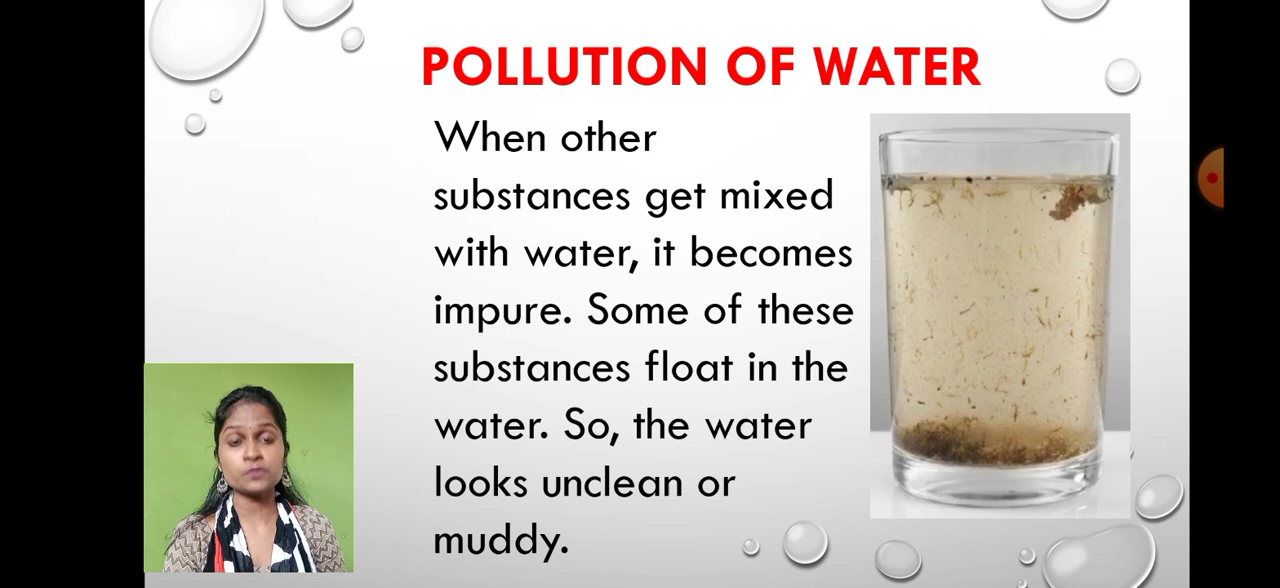 POLLUTION OF WATER
When other
substances get mixed
with water, it becomes
impure. Some of these
substances float in the
water. So, the water
looks unclean or
muddy.